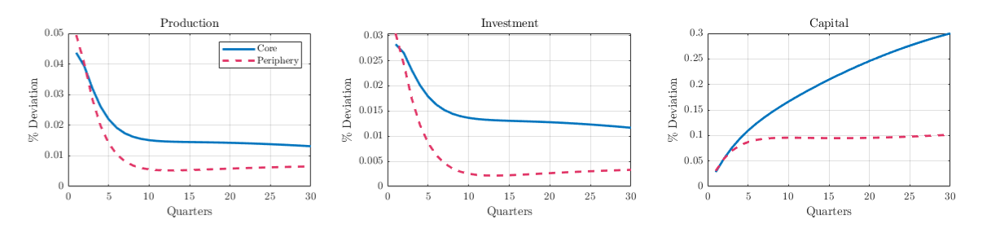 Production
0.05
0.04
0.03
0.02
0.01
0
% Deviation
0 5 10 15 20 25 30
Quarters
Core
Periphery
Investment
0.03
0.025
0.02
0.015
0.01
0.005
0
% Deviation
0 5 10 15 20 25 30
Quarters
Capital
0.3
0.25
0.2
0.15
0.1
0.05
0
% Deviation
0 5 10 15 20 25 30
Quarters